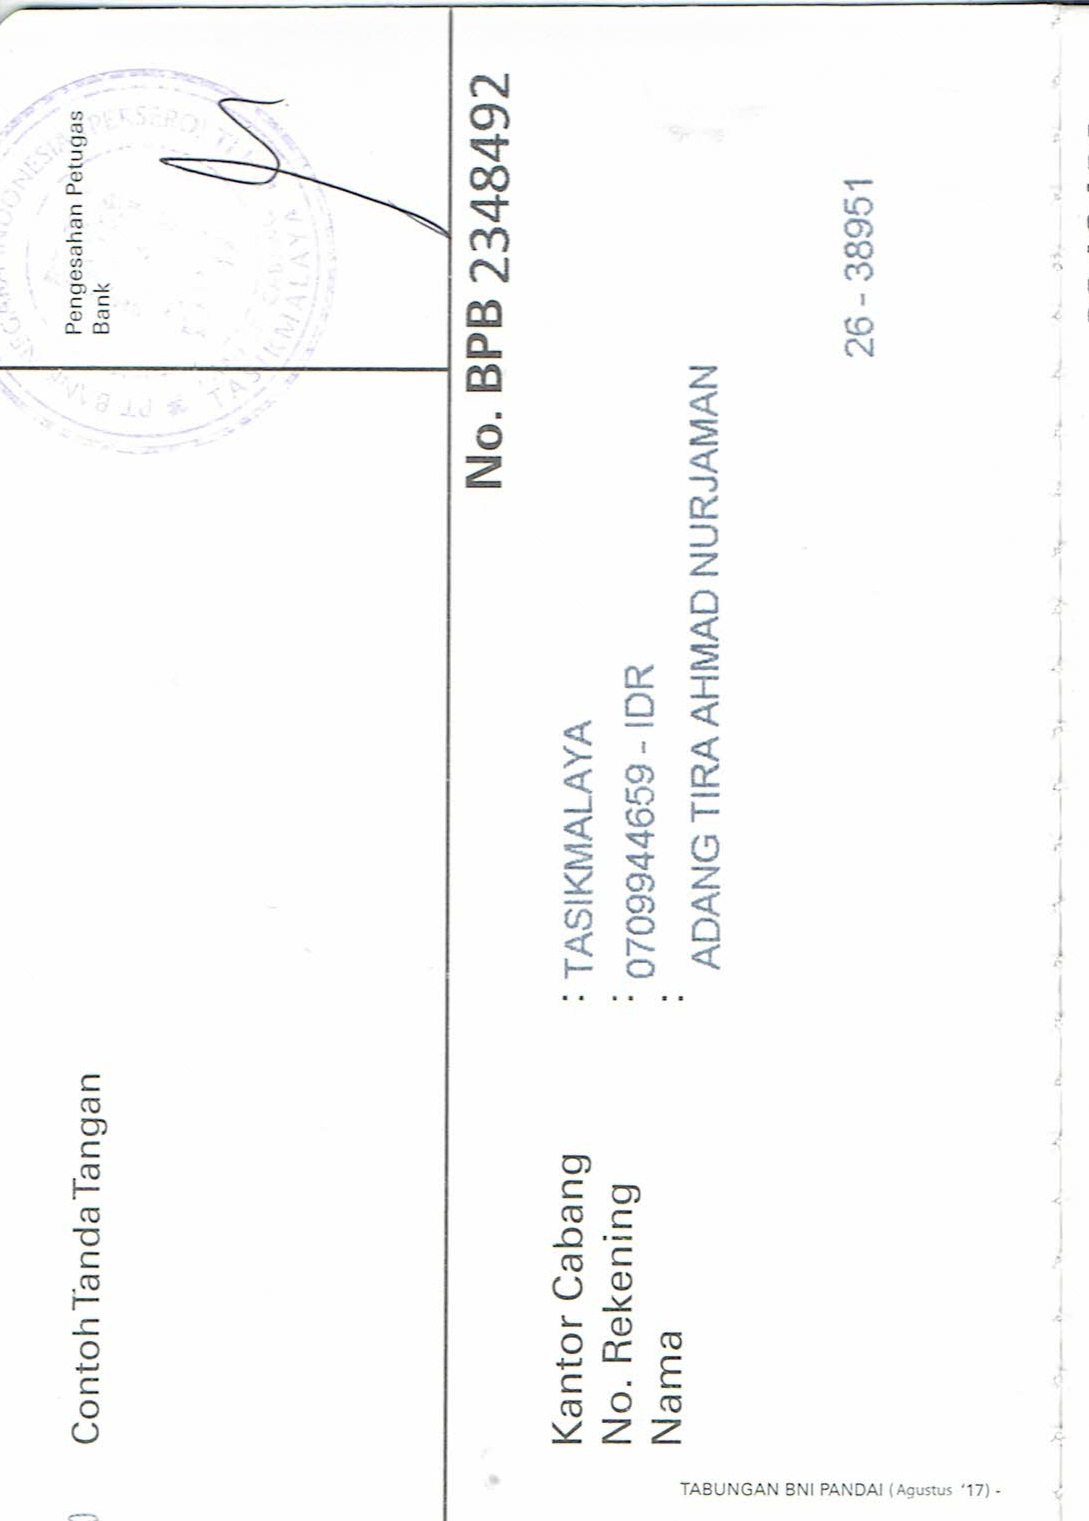 Contoh Tanda Tangan
Pengesahan Petugas
Bank
PT BANK NEGARA INDONESIA (PERSERO) Tbk
CABANG
TASIKMALAYA
No. BPB 2348492
Kantor Cabang : TASIKMALAYA
No. Rekening : 0709944659 - IDR
Nama : ADANG TIRA AHMAD NURJAMAN
26 - 38951
TABUNGAN BNI PANDAI (Agustus '17) -